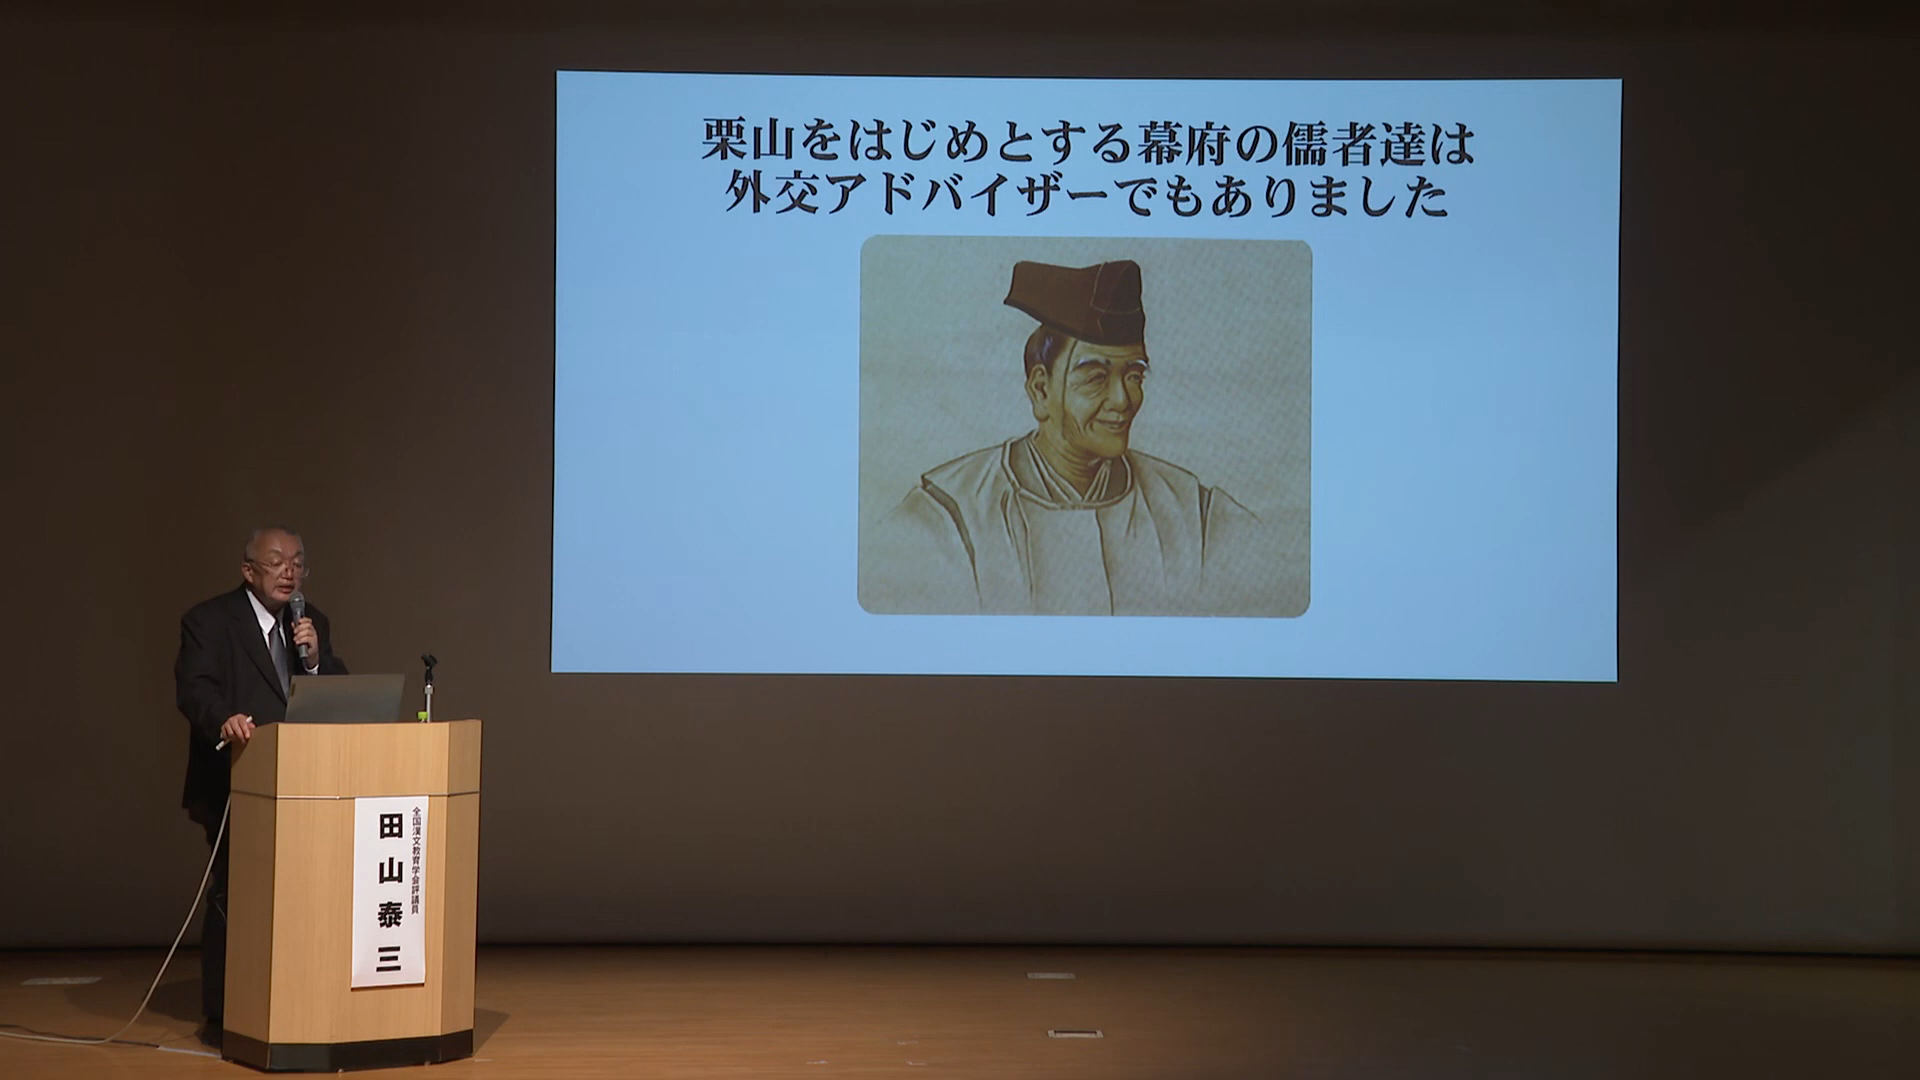 栗山をはじめとする幕府の儒者達は
外交アドバイザーでもありました
全国漢文教育学会評議員
田山泰三